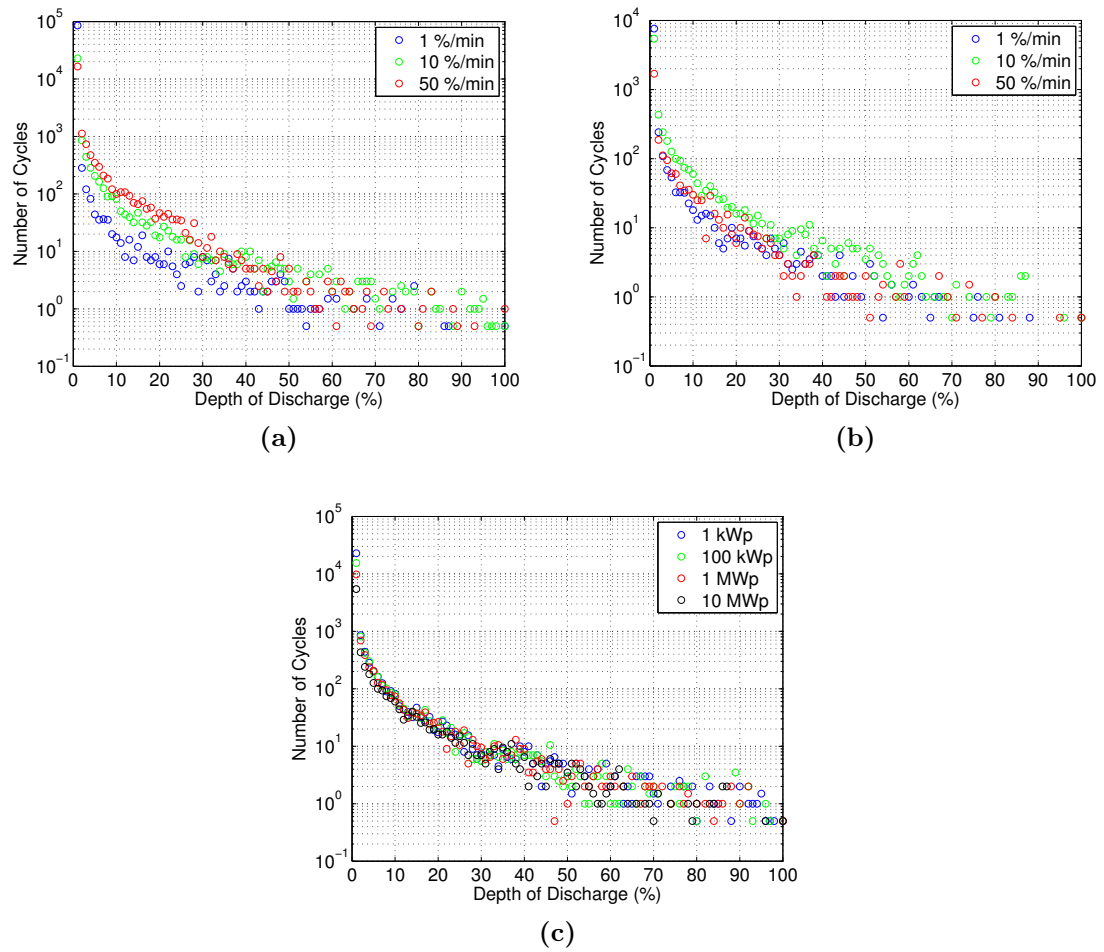 10^5
10^4
10^3
10^2
10^1
10^0
10^-1
Number of Cycles
0 10 20 30 40 50 60 70 80 90 100
Depth of Discharge (%)
1 %/min
10 %/min
50 %/min
(a)
10^4
10^3
10^2
10^1
10^0
10^-1
Number of Cycles
0 10 20 30 40 50 60 70 80 90 100
Depth of Discharge (%)
1 %/min
10 %/min
50 %/min
(b)
10^5
10^4
10^3
10^2
10^1
10^0
10^-1
Number of Cycles
0 10 20 30 40 50 60 70 80 90 100
Depth of Discharge (%)
1 kWp
100 kWp
1 MWp
10 MWp
(c)